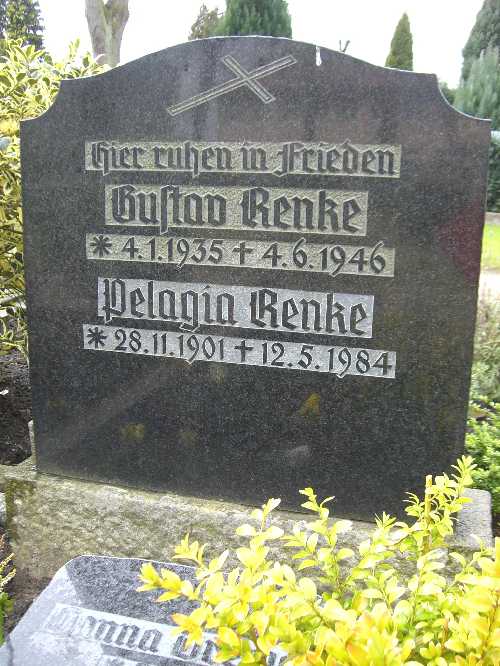 Hier ruhen in Frieden
Gustav Renke
* 4.1.1935 + 4.6.1946
Pelagia Renke
* 28.11.1901 + 12.5.1984